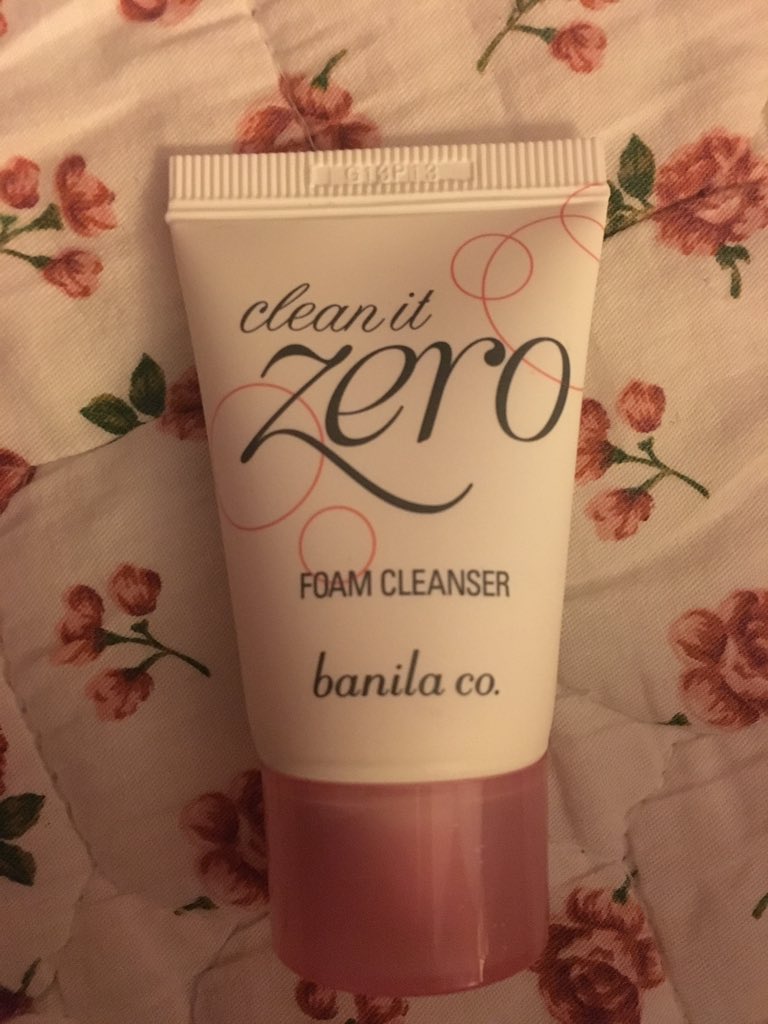 clean it
zero
FOAM CLEANSER
banila co.